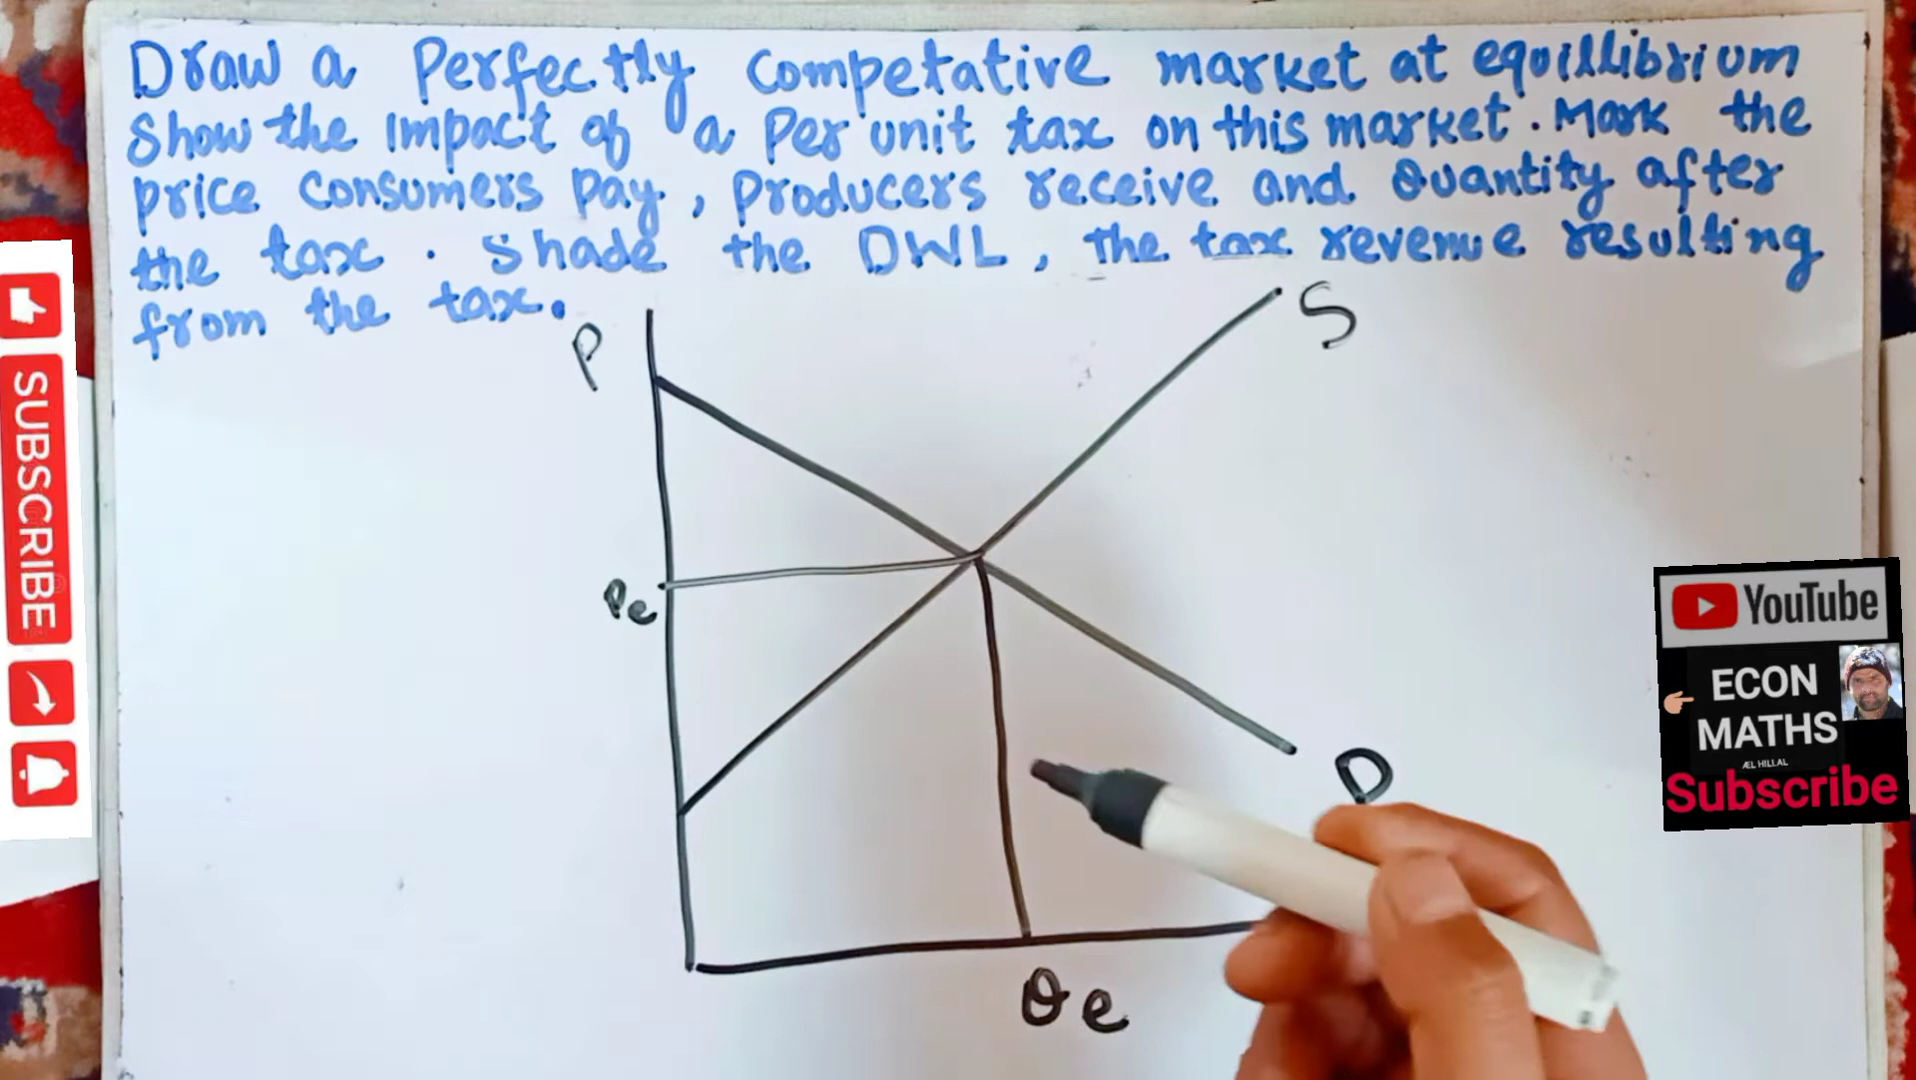 Draw a Perfectly Competative market at equillibrium
Show the impact of a Per unit tax on this market. Mark the
price Consumers pay, Producers receive and Quantity after
the tax. Shade the DWL, the tax revenue resulting
from the tax.
P
S
Pe
D
Qe
SUBSCRIBE
YouTube
ECON
MATHS
ÆL HILLAL
Subscribe